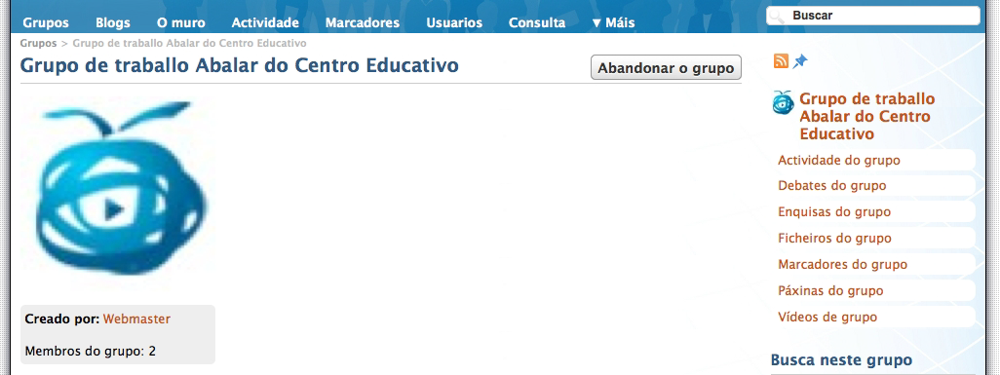 Grupos Blogs O muro Actividade Marcadores Usuarios Consulta ▼ Máis
Buscar
Grupos > Grupo de traballo Abalar do Centro Educativo
Grupo de traballo Abalar do Centro Educativo
Abandonar o grupo
Creado por: Webmaster
Membros do grupo: 2
Grupo de traballo
Abalar do Centro
Educativo
Actividade do grupo
Debates do grupo
Enquisas do grupo
Ficheiros do grupo
Marcadores do grupo
Páxinas do grupo
Vídeos de grupo
Busca neste grupo